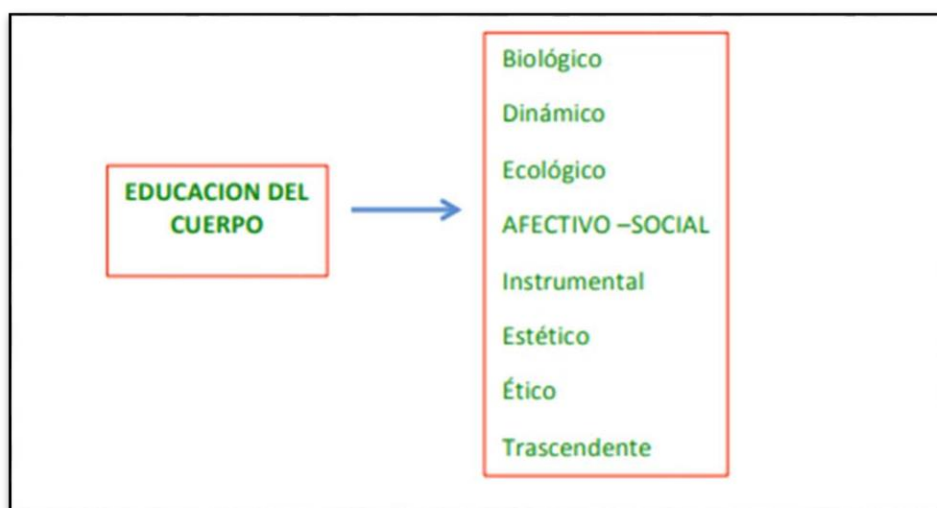 EDUCACION DEL
CUERPO
Biológico
Dinámico
Ecológico
AFECTIVO –SOCIAL
Instrumental
Estético
Ético
Trascendente